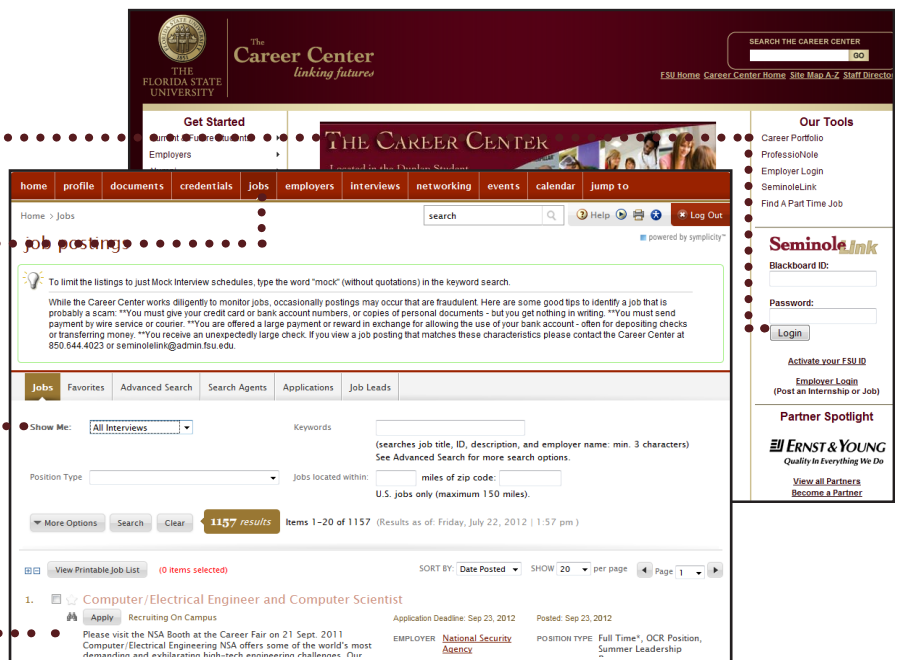 The
Career Center
linking futures
THE
FLORIDA STATE
UNIVERSITY
SEARCH THE CAREER CENTER
GO
FSU Home Career Center Home Site Map A-Z Staff
Get Started
Employers
THE CAREER CENTER
Located in the Dunlap Student
Our Tools
Career Portfolio
ProfessioNole
Employer Login
SeminoleLink
Find A Part Time Job
SeminoleLink
Blackboard ID:
Password:
Login
Activate your FSU ID
Employer Login
(Post an Internship or Job)
Partner Spotlight
ERNST & YOUNG
Quality In Everything We Do
View all Partners
Become a Partner
home profile documents credentials jobs employers interviews networking events calendar jump to
Home > Jobs
search
Help
Log Out
job postings
powered by symplicity™
To limit the listings to just Mock Interview schedules, type the word "mock" (without quotations) in the keyword search.
While the Career Center works diligently to monitor jobs, occasionally postings may occur that are fraudulent. Here are some good tips to identify a job that is
probably a scam: **You must give your credit card or bank account numbers, or copies of personal documents - but you get nothing in writing. **You must send
payment by wire service or courier. **You are offered a large payment or reward in exchange for allowing the use of your bank account - often for depositing checks
or transferring money. **You receive an unexpectedly large check. If you view a job posting that matches these characteristics please contact the Career Center at
850.644.4023 or seminolelink@admin.fsu.edu.
Jobs Favorites Advanced Search Search Agents Applications Job Leads
Show Me: All Interviews
Keywords
(searches job title, ID, description, and employer name: min. 3 characters)
See Advanced Search for more search options.
Position Type
Jobs located within: miles of zip code:
U.S. jobs only (maximum 150 miles).
More Options Search Clear 1157 results Items 1-20 of 1157 (Results as of: Friday, July 22, 2012 | 1:57 pm )
View Printable Job List (0 items selected)
SORT BY: Date Posted SHOW 20 per page Page 1
1. Computer/Electrical Engineer and Computer Scientist
Apply Recruiting On Campus
Application Deadline: Sep 23, 2012 Posted: Sep 23, 2012
Please visit the NSA Booth at the Career Fair on 21 Sept. 2011
Computer/Electrical Engineering NSA offers some of the world's most
demanding and exhilarating high-tech engineering challenges. Our
EMPLOYER National Security
Agency
POSITION TYPE Full Time*, OCR Position,
Summer Leadership